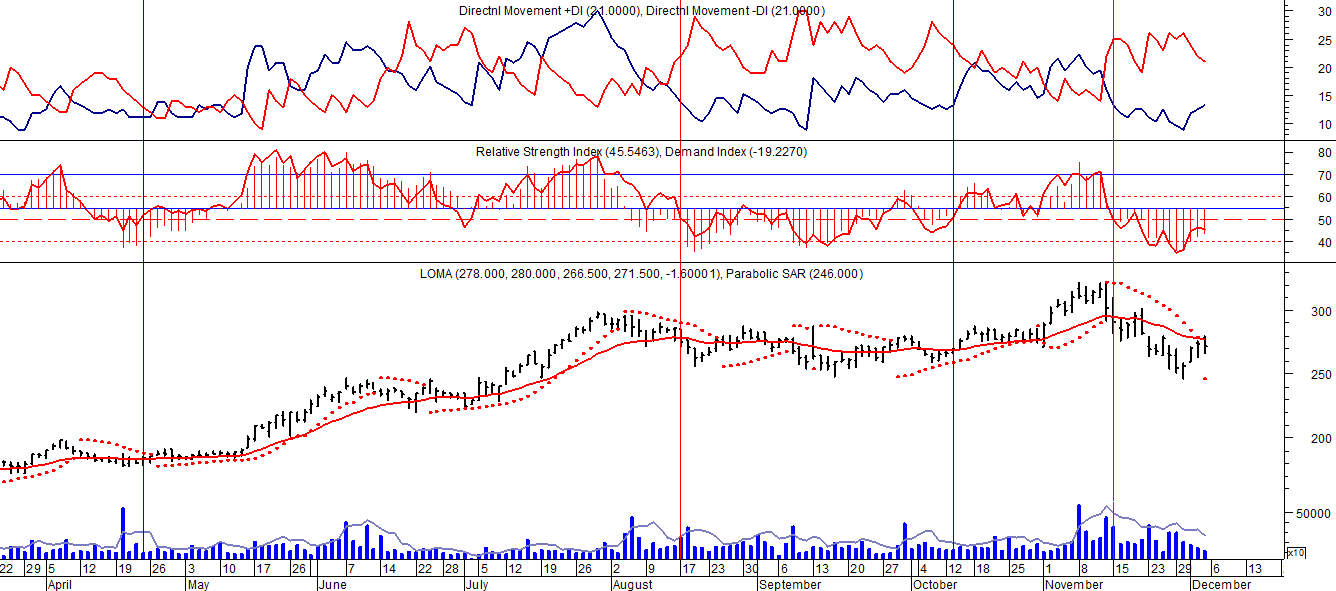 Directnl Movement +DI (21.0000), Directnl Movement -DI (21.0000)
30
25
20
15
10
Relative Strength Index (45.5463), Demand Index (-19.2270)
80
70
60
50
40
LOMA (278.000, 280.000, 266.500, 271.500, -1.60001), Parabolic SAR (246.000)
300
250
200
50000
x10
22 29 5 12 19 26 3 10 17 26 7 14 22 28 5 12 19 26 2 9 17 23 30 6 13 20 27 4 12 18 25 1 8 15 23 29 6 13
April May June July August September October November December